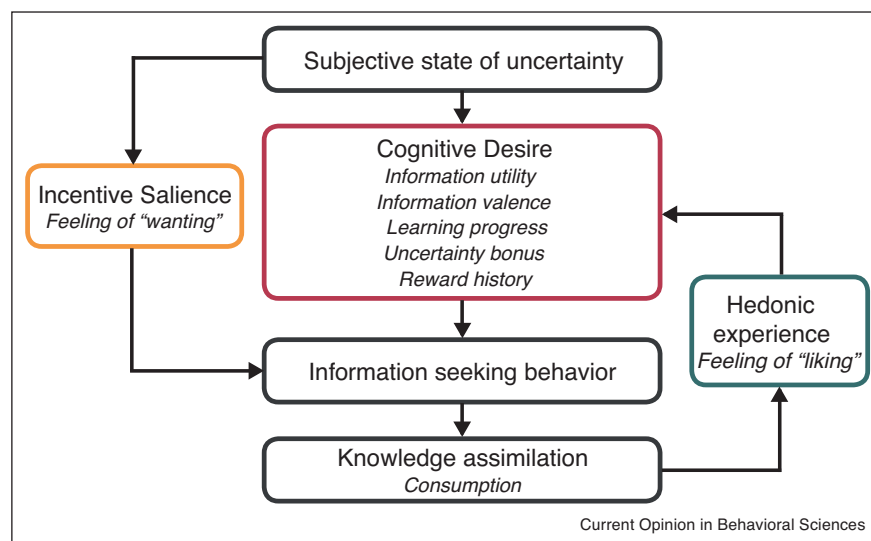 Subjective state of uncertainty
Cognitive Desire
Information utility
Information valence
Learning progress
Uncertainty bonus
Reward history
Incentive Salience
Feeling of “wanting”
Hedonic
experience
Feeling of “liking”
Information seeking behavior
Knowledge assimilation
Consumption
Current Opinion in Behavioral Sciences